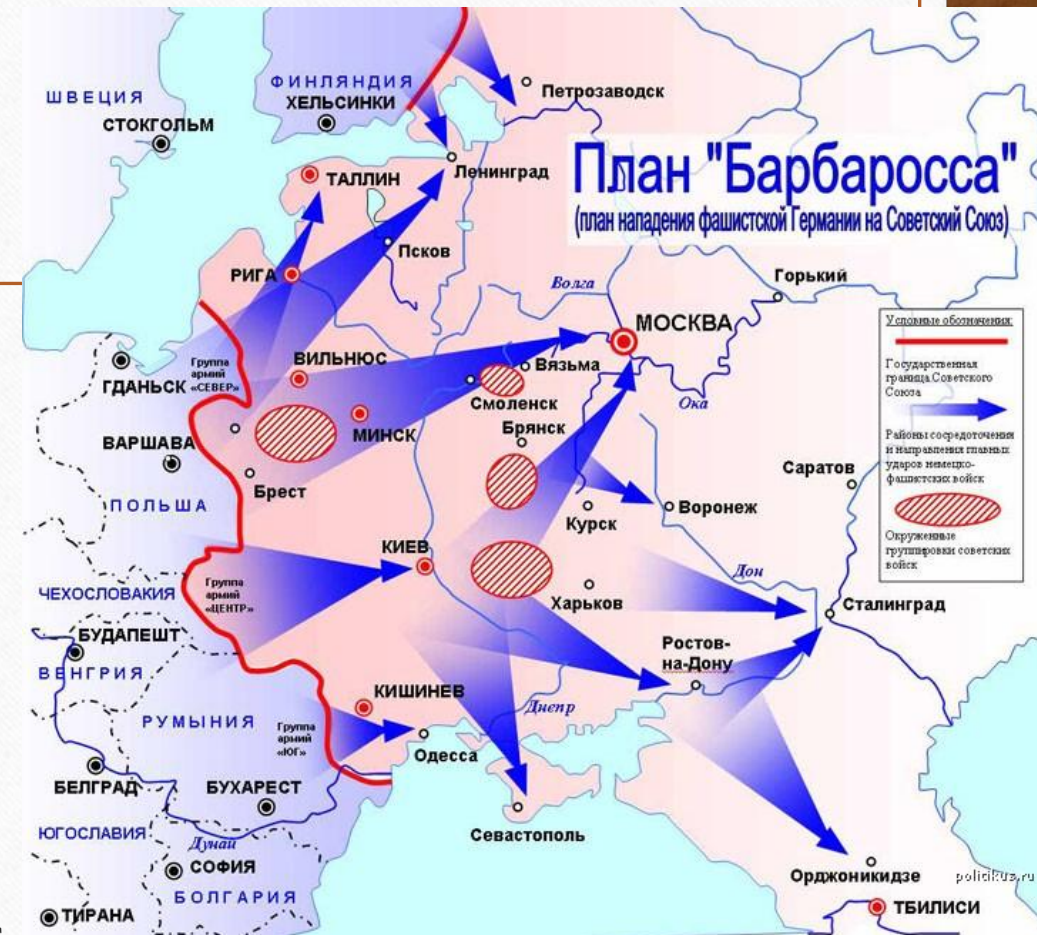 ШВЕЦИЯ
СТОКГОЛЬМ
ФИНЛЯНДИЯ
ХЕЛЬСИНКИ
Петрозаводск
План "Барбаросса"
(план нападения фашистской Германии на Советский Союз)
Ленинград
ТАЛЛИН
Псков
РИГА
Волга
Горький
МОСКВА
Вязьма
Ока
Смоленск
Брянск
Группа
армий
«СЕВЕР»
ВИЛЬНЮС
МИНСК
ГДАНЬСК
ВАРШАВА
Брест
ПОЛЬША
Условные обозначения:
Государственная
граница Советского
Союза
Районы сосредоточения
и направления главных
ударов немецко-
фашистских войск
Окруженные
группировки советских
войск
Саратов
Воронеж
Курск
КИЕВ
Харьков
Дон
Сталинград
Группа
армий
«ЦЕНТР»
ЧЕХОСЛОВАКИЯ
БУДАПЕШТ
ВЕНГРИЯ
Ростов-
на-Дону
КИШИНЕВ
Днепр
РУМЫНИЯ
Группа
армий
«ЮГ»
Одесса
БЕЛГРАД
БУХАРЕСТ
Севастополь
ЮГОСЛАВИЯ
Дунай
СОФИЯ
БОЛГАРИЯ
Орджоникидзе
politikus.ru
ТИРАНА
ТБИЛИСИ